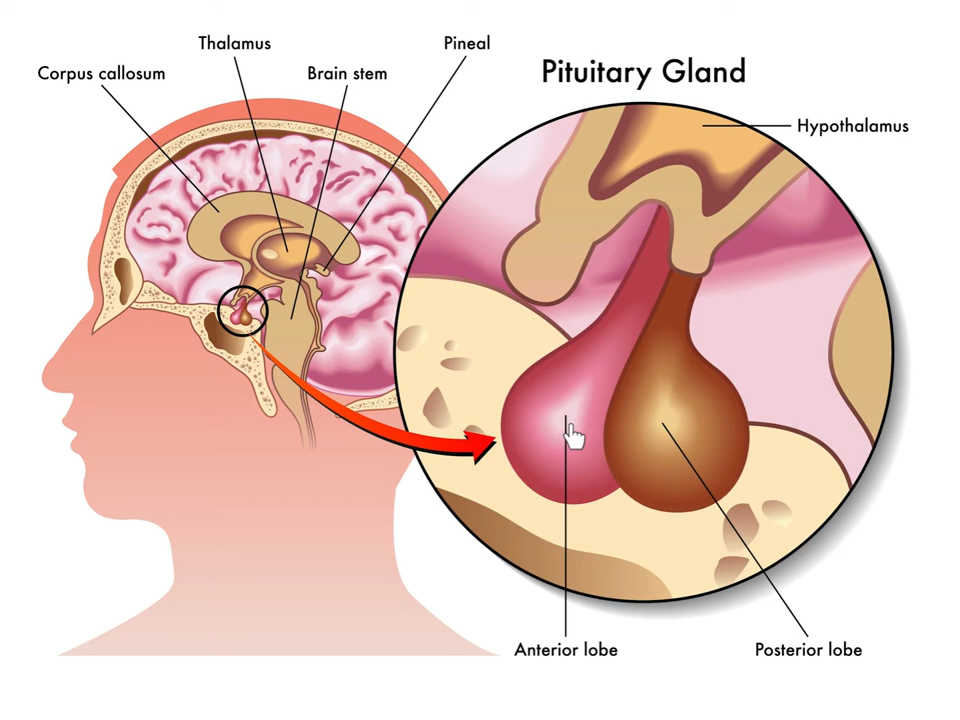 Thalamus
Pineal
Corpus callosum
Brain stem
Pituitary Gland
Hypothalamus
Anterior lobe
Posterior lobe